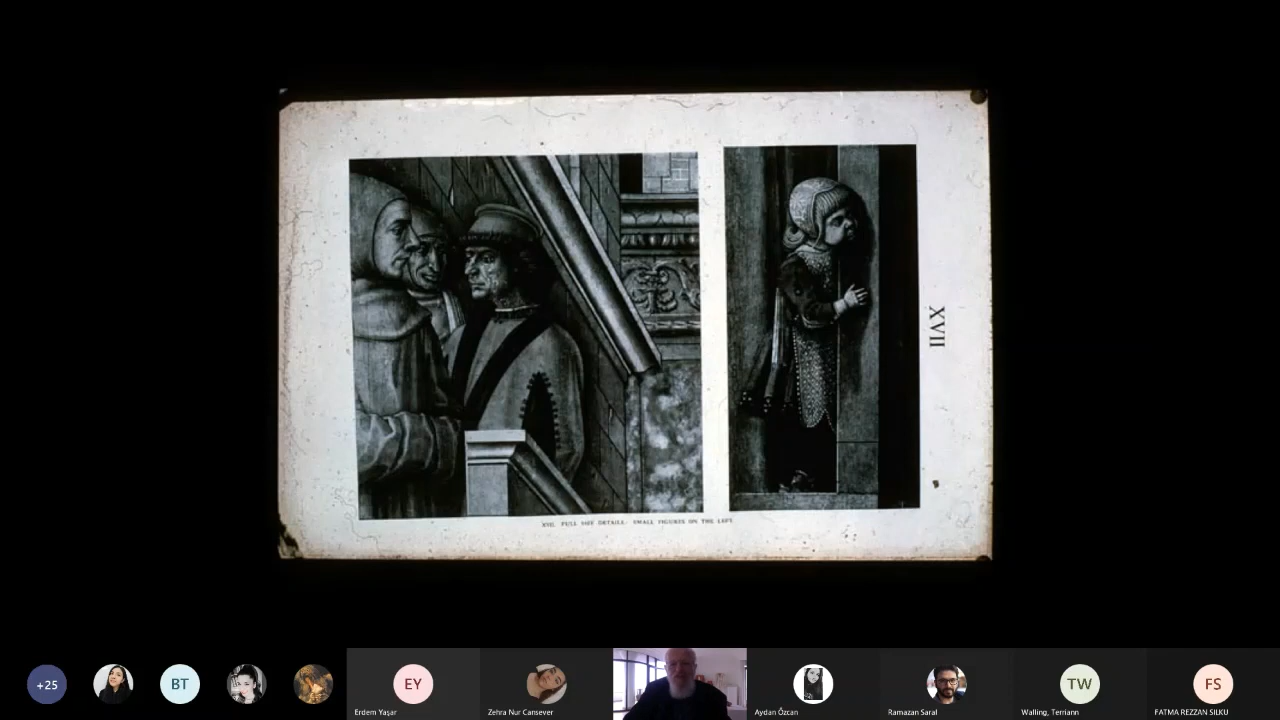 XVII
XVII. FULL SIZE DETAILS. SMALL FIGURES ON THE LEFT.
+25
BT
EY
TW
FS
Erdem Yaşar
Zehra Nur Cansever
Aydan Özcan
Ramazan Saral
Walling, Terriann
FATMA REZZAN SILKU